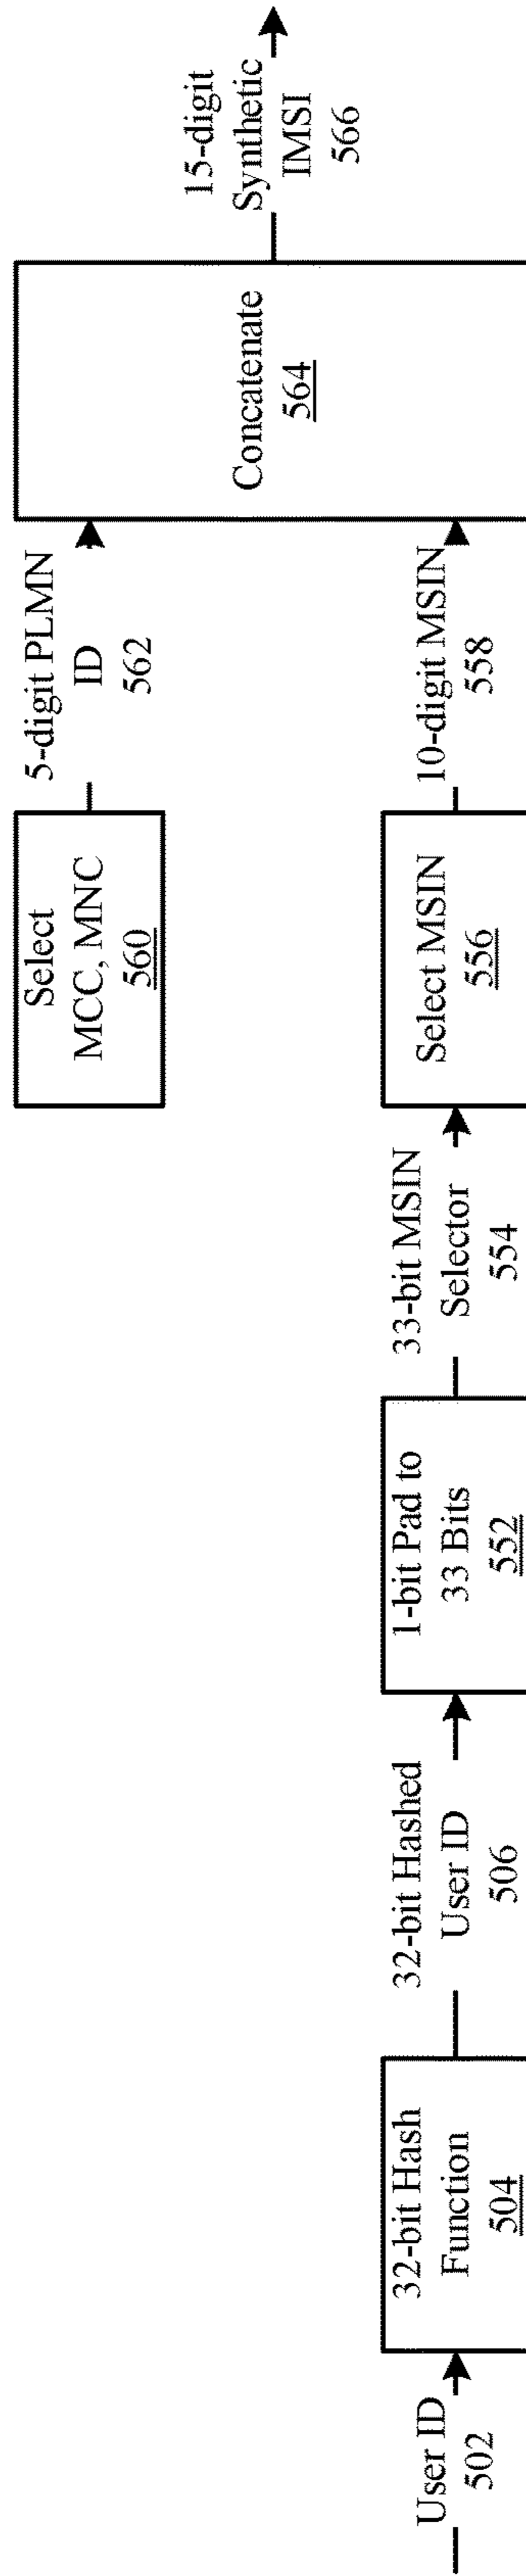 User ID
502
32-bit Hash
Function
504
32-bit Hashed
User ID
506
1-bit Pad to
33 Bits
552
33-bit MSIN
Selector
554
Select MSIN
556
10-digit MSIN
558
Select
MCC, MNC
560
5-digit PLMN
ID
562
Concatenate
564
15-digit
Synthetic
IMSI
566